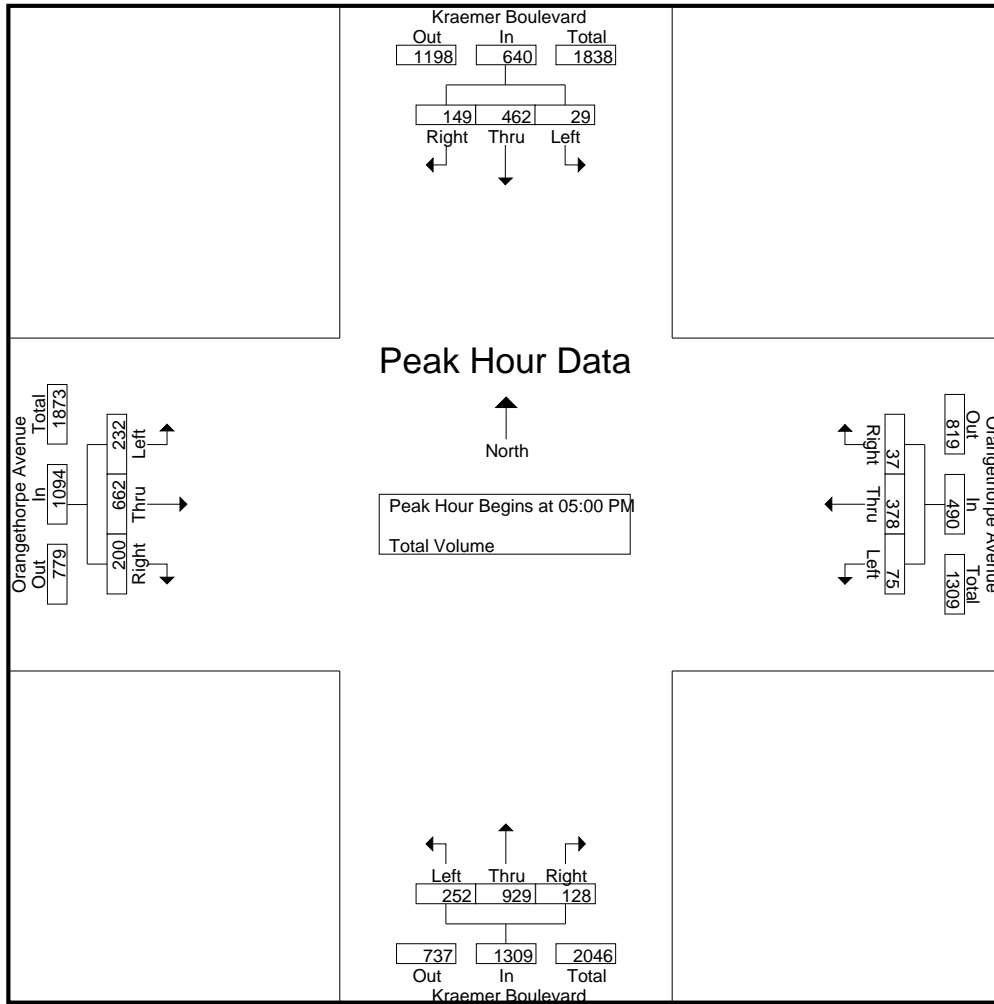 Kraemer Boulevard
Out In Total
1198 640 1838
149 462 29
Right Thru Left
Peak Hour Data
North
Peak Hour Begins at 05:00 PM
Total Volume
Orangethorpe Avenue
Out In Total
779 1094 1873
Right Thru Left
200 662 232
Orangethorpe Avenue
Out In Total
819 490 1309
37 378 75
Right Thru Left
Left Thru Right
252 929 128
737 1309 2046
Out In Total
Kraemer Boulevard